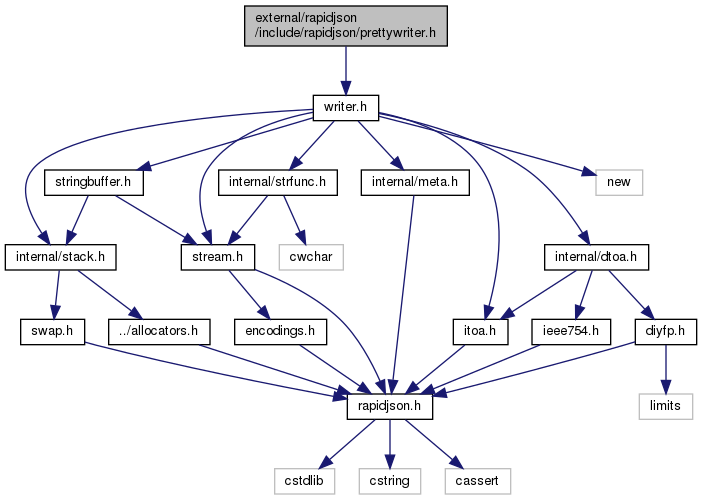 external/rapidjson
/include/rapidjson/prettywriter.h
writer.h
stringbuffer.h
internal/strfunc.h
internal/meta.h
new
internal/stack.h
stream.h
cwchar
internal/dtoa.h
swap.h
../allocators.h
encodings.h
itoa.h
ieee754.h
diyfp.h
rapidjson.h
limits
cstdlib
cstring
cassert